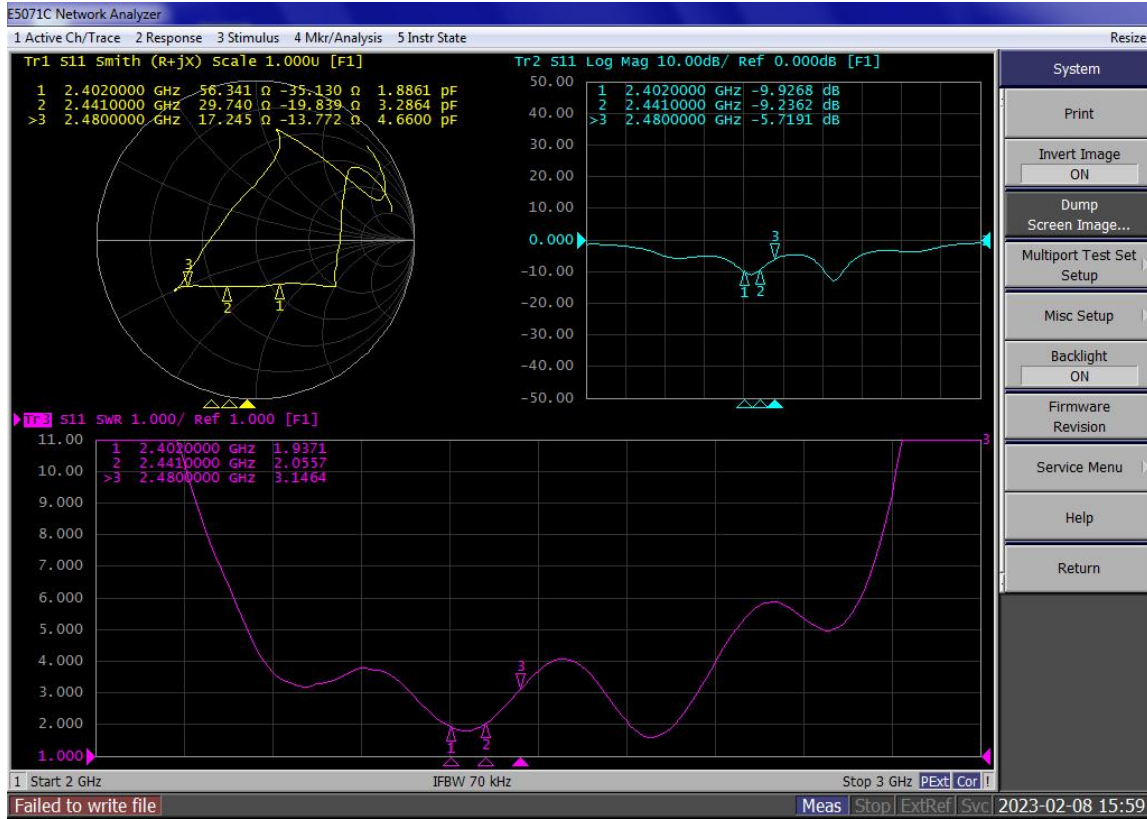 E5071C Network Analyzer
1 Active Ch/Trace 2 Response 3 Stimulus 4 Mkr/Analysis 5 Instr State Resize
Tr1 S11 Smith (R+jX) Scale 1.000U [F1]
1 2.4020000 GHz 56.341 Ω -35.130 Ω 1.8861 pF
2 2.4410000 GHz 29.740 Ω -19.839 Ω 3.2864 pF
>3 2.4800000 GHz 17.245 Ω -13.772 Ω 4.6600 pF
3
2
1
Tr2 S11 Log Mag 10.00dB/ Ref 0.000dB [F1]
50.00
1 2.4020000 GHz -9.9268 dB
2 2.4410000 GHz -9.2362 dB
>3 2.4800000 GHz -5.7191 dB
40.00
30.00
20.00
10.00
0.000
3
-10.00
1 2
-20.00
-30.00
-40.00
-50.00
Tr3 S11 SWR 1.000/ Ref 1.000 [F1]
11.00
3
1 2.4020000 GHz 1.9371
2 2.4410000 GHz 2.0557
>3 2.4800000 GHz 3.1464
10.00
9.000
8.000
7.000
6.000
5.000
4.000
3
3.000
2.000
1 2
1.000
1 Start 2 GHz IFBW 70 kHz Stop 3 GHz PExt Cor !
Failed to write file Meas Stop ExtRef Svc 2023-02-08 15:59
System
Print
Invert Image
ON
Dump
Screen Image...
Multiport Test Set
Setup
Misc Setup
Backlight
ON
Firmware
Revision
Service Menu
Help
Return